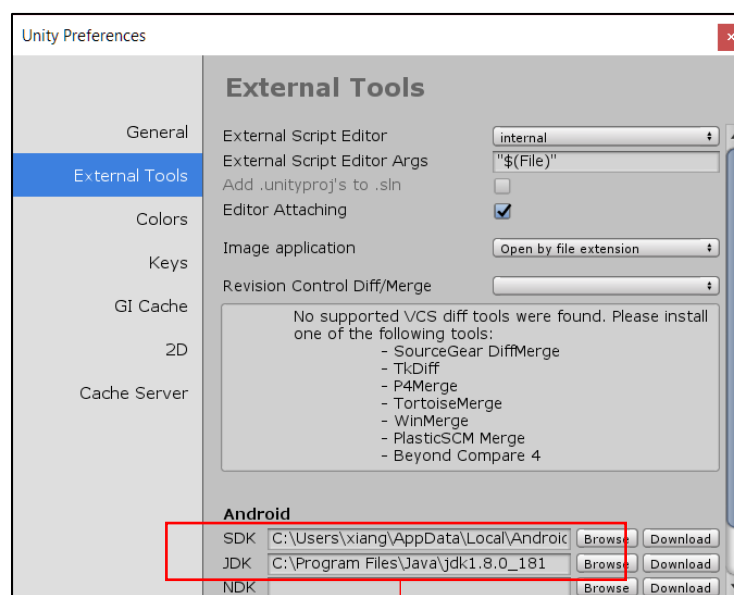 Unity Preferences
External Tools
General
External Tools
Colors
Keys
GI Cache
2D
Cache Server
External Script Editor internal
External Script Editor Args "$(File)"
Add .unityproj's to .sln
Editor Attaching
Image application Open by file extension
Revision Control Diff/Merge
No supported VCS diff tools were found. Please install
one of the following tools:
- SourceGear DiffMerge
- TkDiff
- P4Merge
- TortoiseMerge
- WinMerge
- PlasticSCM Merge
- Beyond Compare 4
Android
SDK C:\Users\xiang\AppData\Local\Android Browse Download
JDK C:\Program Files\Java\jdk1.8.0_181 Browse Download
NDK Browse Download